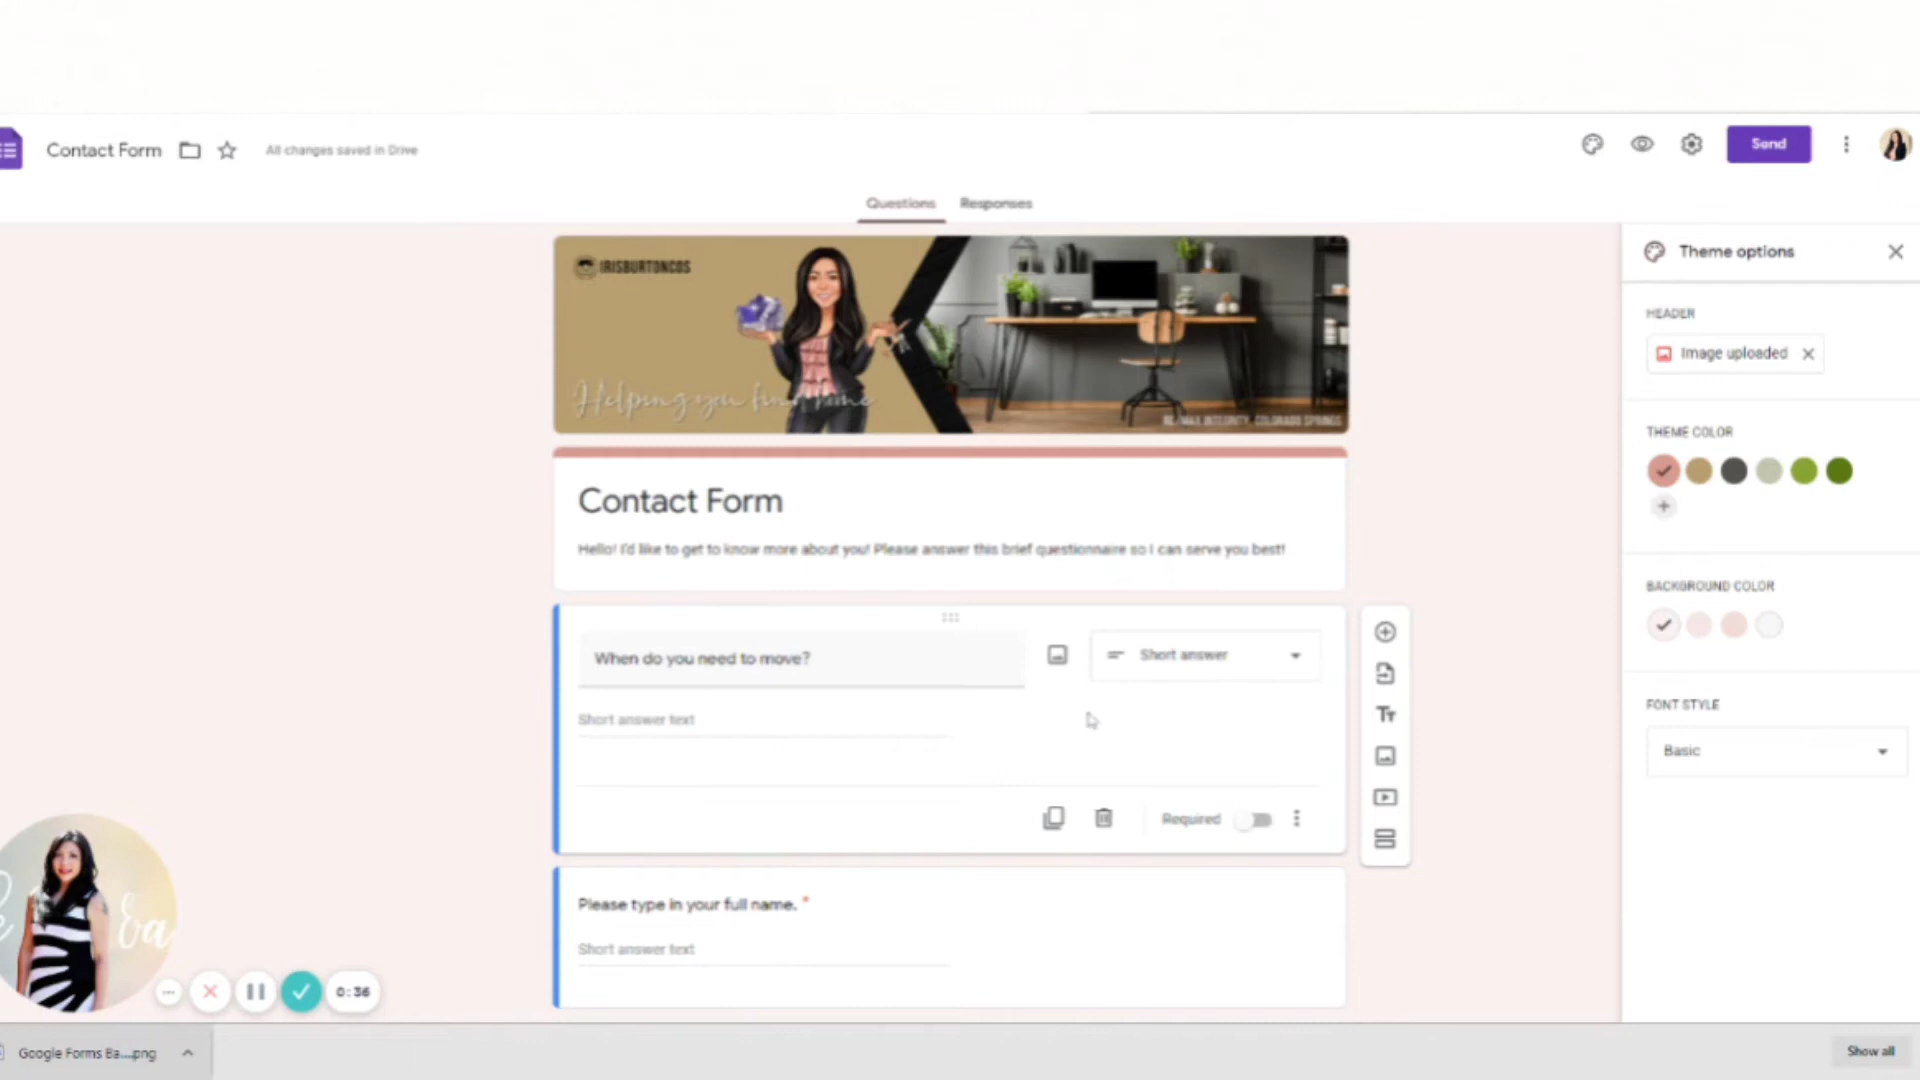 Contact Form
All changes saved in Drive
Send
Questions
Responses
IRISBURTONCOS
Helping you find home
RE/MAX INTEGRITY, COLORADO SPRINGS
Contact Form
Hello! I'd like to get to know more about you! Please answer this brief questionnaire so I can serve you best!
When do you need to move?
Short answer
Short answer text
Required
Please type in your full name. *
Short answer text
Theme options
HEADER
Image uploaded
THEME COLOR
BACKGROUND COLOR
FONT STYLE
Basic
Tr
0:36
Google Forms Ba....png
Show all